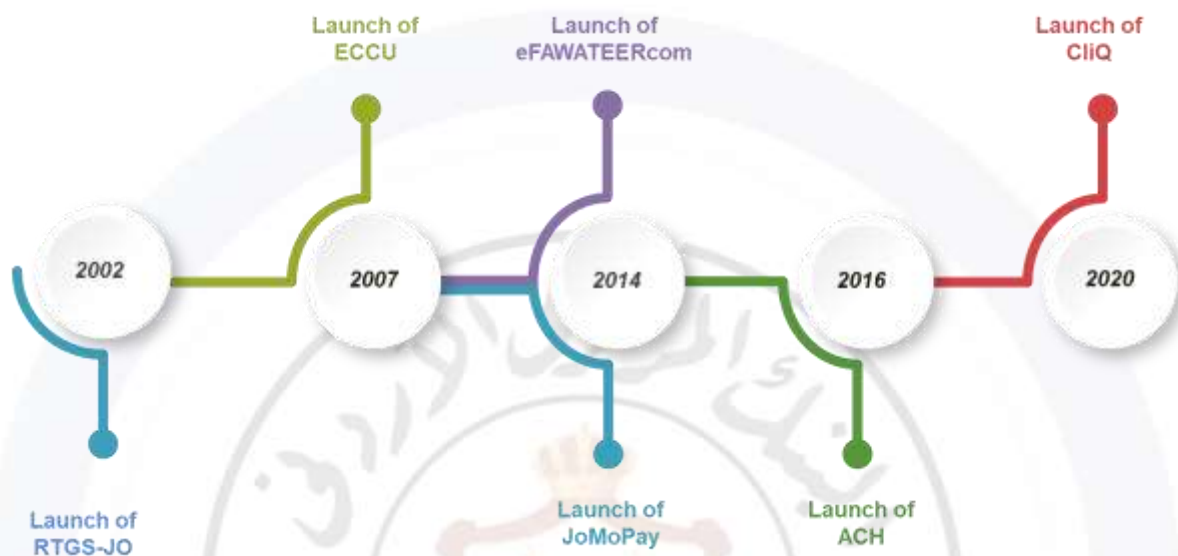 Launch of
ECCU
Launch of
eFAWATEERcom
Launch of
CliQ
2002
2007
2014
2016
2020
Launch of
RTGS-JO
Launch of
JoMoPay
Launch of
ACH